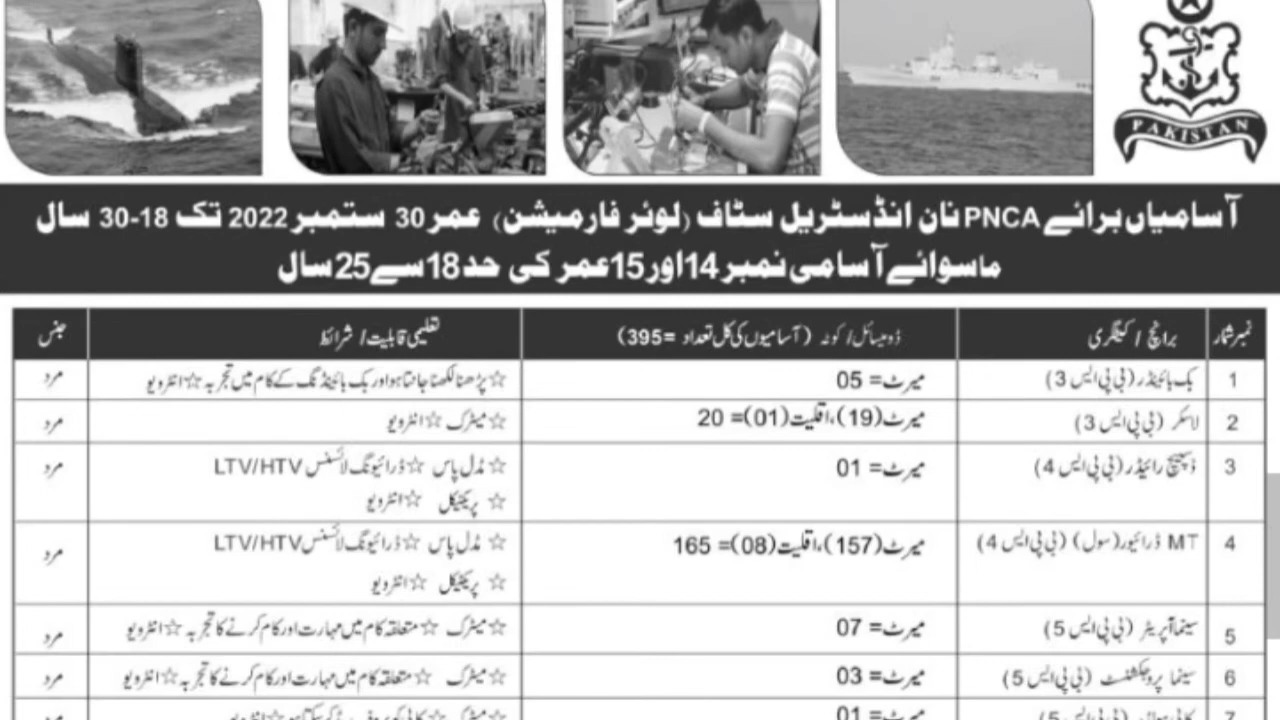 PAKISTAN
آسامیاں برائے PNCA نان انڈسٹریل سٹاف (لوئر فارمیشن) عمر 30 ستمبر 2022 تک 18-30 سال
ماسوائے آسامی نمبر 14 اور 15 عمر کی حد 18 سے 25 سال
نمبر شمار برانچ / کیٹگری ڈومیسائل / کوٹہ (آسامیوں کی کل تعداد =395) تعلیمی قابلیت / شرائط جنس
1 بک بائینڈر (بی پی ایس 3) میرٹ= 05 ☆پڑھنا لکھنا جانتا ہو اور بک بائینڈنگ کے کام میں تجربہ ☆انٹرویو مرد
2 لاسکر (بی پی ایس 3) میرٹ(19)، اقلیت(01)= 20 ☆میٹرک ☆انٹرویو مرد
3 ڈسپیچ رائیڈر (بی پی ایس 4) میرٹ= 01 ☆ مڈل پاس ☆ڈرائیونگ لائسنس LTV/HTV مرد
☆ پریکٹیکل ☆انٹرویو
4 MT ڈرائیور (سول) (بی پی ایس 4) میرٹ(157)، اقلیت(08)= 165 ☆ مڈل پاس ☆ڈرائیونگ لائسنس LTV/HTV مرد
☆ پریکٹیکل ☆انٹرویو
5 سینما آپریٹر (بی پی ایس 5) میرٹ= 07 ☆میٹرک ☆ متعلقہ کام میں مہارت اور کام کرنے کا تجربہ ☆انٹرویو مرد
6 سینما پروجیکشنسٹ (بی پی ایس 5) میرٹ= 03 ☆میٹرک ☆ متعلقہ کام میں مہارت اور کام کرنے کا تجربہ ☆انٹرویو مرد
7 (بی پی ایس 5) میرٹ= 01 ☆میٹرک ☆انٹرویو مرد